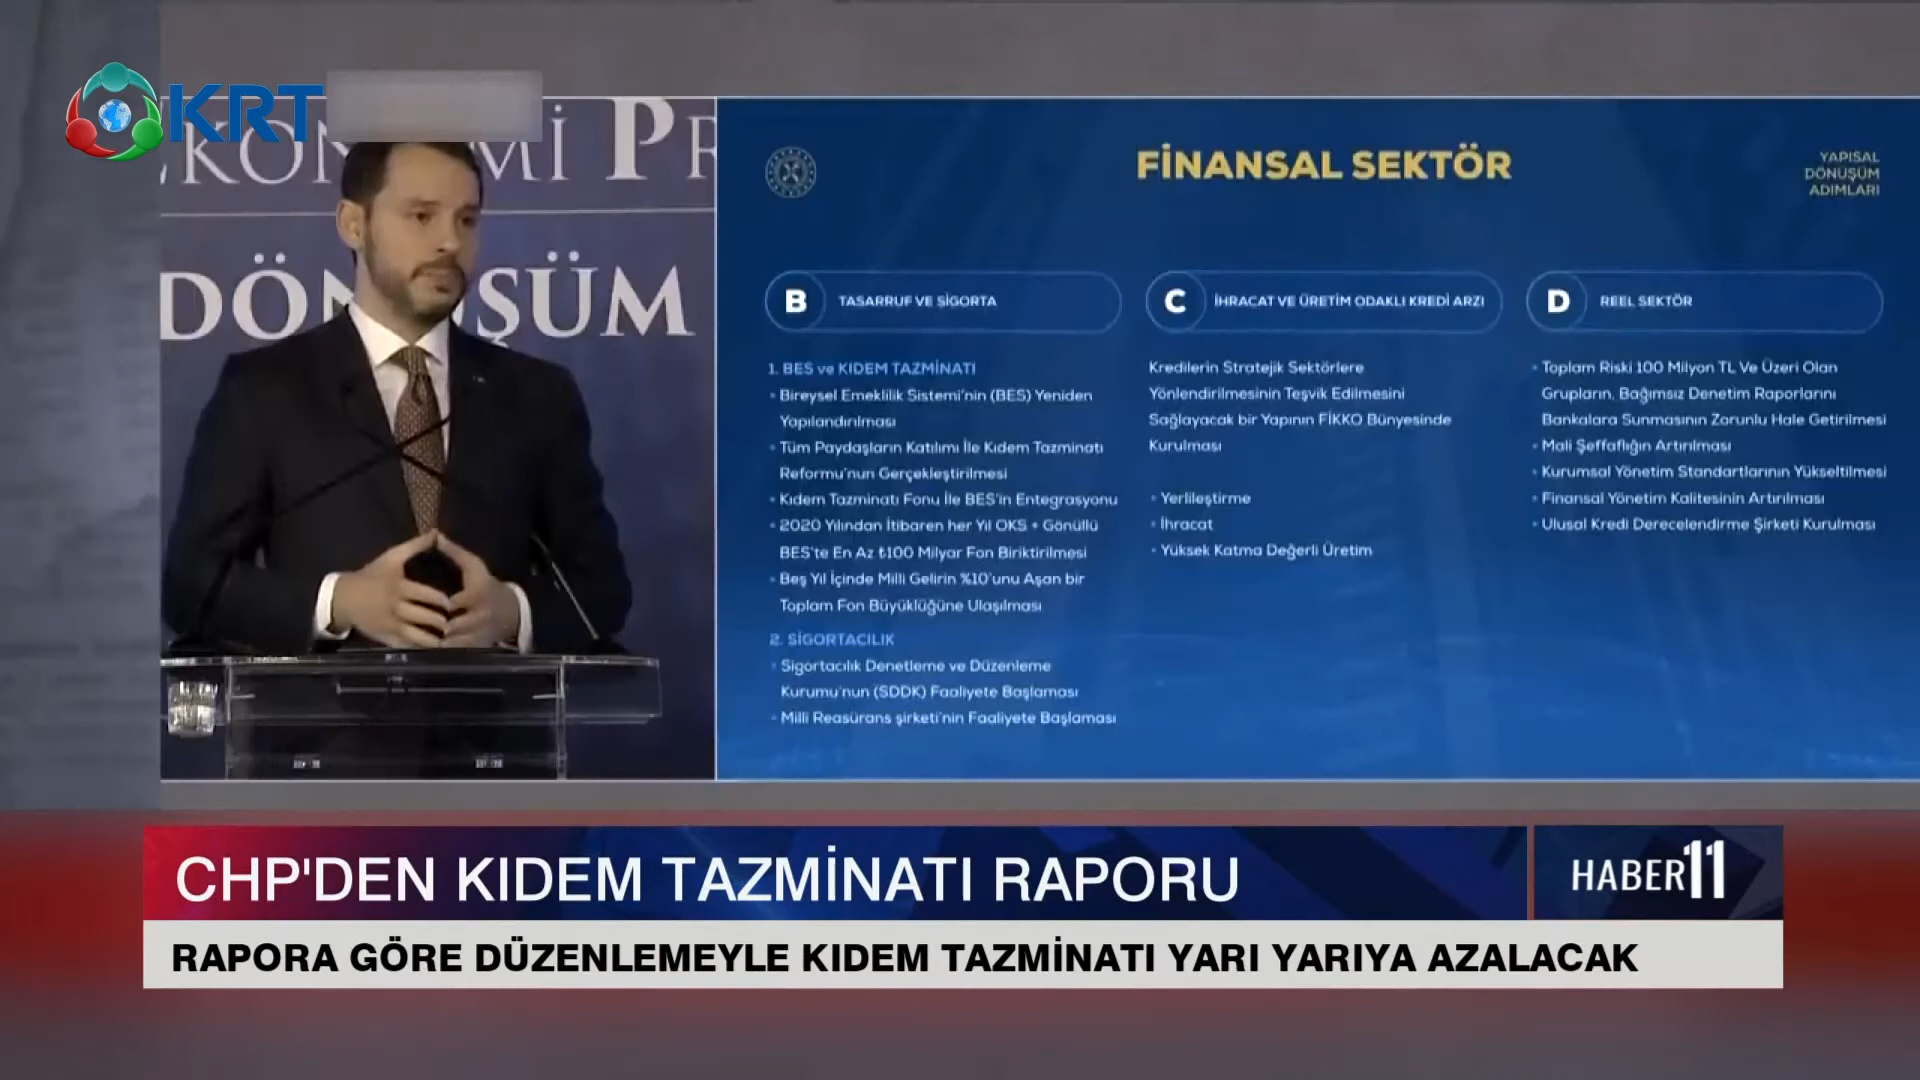 KRT
EKONOMİ PR
DÖNÜŞÜM
FİNANSAL SEKTÖR
YAPISAL
DÖNÜŞÜM
ADIMLARI
B TASARRUF VE SİGORTA
1. BES ve KIDEM TAZMİNATI
• Bireysel Emeklilik Sistemi'nin (BES) Yeniden
Yapılandırılması
• Tüm Paydaşların Katılımı İle Kıdem Tazminatı
Reformu'nun Gerçekleştirilmesi
• Kıdem Tazminatı Fonu İle BES'in Entegrasyonu
• 2020 Yılından İtibaren her Yıl OKS + Gönüllü
BES'te En Az ₺100 Milyar Fon Biriktirilmesi
• Beş Yıl İçinde Milli Gelirin %10'unu Aşan bir
Toplam Fon Büyüklüğüne Ulaşılması
2. SİGORTACILIK
• Sigortacılık Denetleme ve Düzenleme
Kurumu'nun (SDDK) Faaliyete Başlaması
• Milli Reasürans şirketi'nin Faaliyete Başlaması
C İHRACAT VE ÜRETİM ODAKLI KREDİ ARZI
Kredilerin Stratejik Sektörlere
Yönlendirilmesinin Teşvik Edilmesini
Sağlayacak bir Yapının FİKKO Bünyesinde
Kurulması
• Yerlileştirme
• İhracat
• Yüksek Katma Değerli Üretim
D REEL SEKTÖR
• Toplam Riski 100 Milyon TL Ve Üzeri Olan
Grupların, Bağımsız Denetim Raporlarını
Bankalara Sunmasının Zorunlu Hale Getirilmesi
• Mali Şeffaflığın Artırılması
• Kurumsal Yönetim Standartlarının Yükseltilmesi
• Finansal Yönetim Kalitesinin Artırılması
• Ulusal Kredi Derecelendirme Şirketi Kurulması
CHP'DEN KIDEM TAZMİNATI RAPORU
HABER 11
RAPORA GÖRE DÜZENLEMEYLE KIDEM TAZMİNATI YARI YARIYA AZALACAK